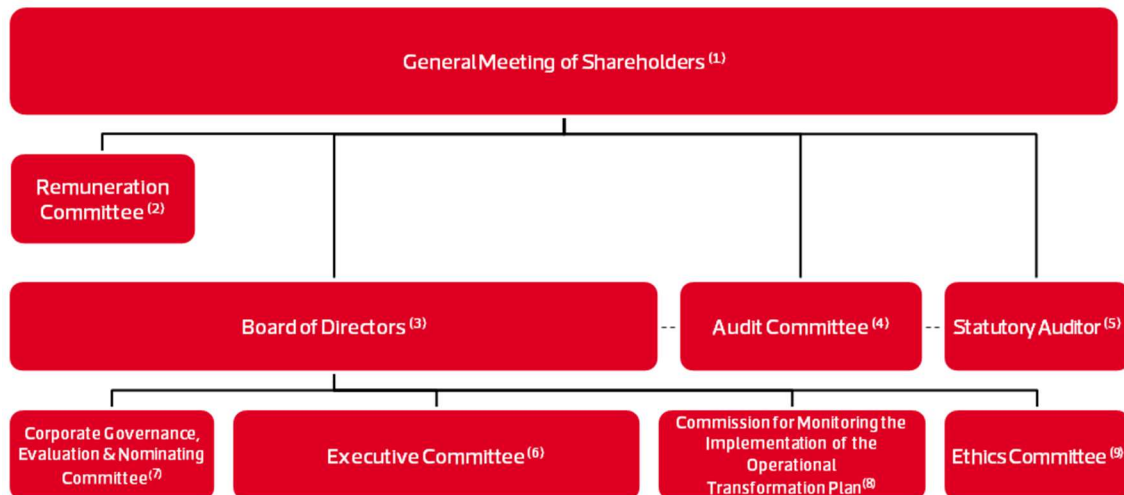 General Meeting of Shareholders (1)
Remuneration
Committee (2)
Board of Directors (3)
Audit Committee (4)
Statutory Auditor (5)
Corporate Governance,
Evaluation & Nominating
Committee(7)
Executive Committee(6)
Commission for Monitoring the
Implementation of the
Operational
Transformation Plan(8)
Ethics Committee (9)